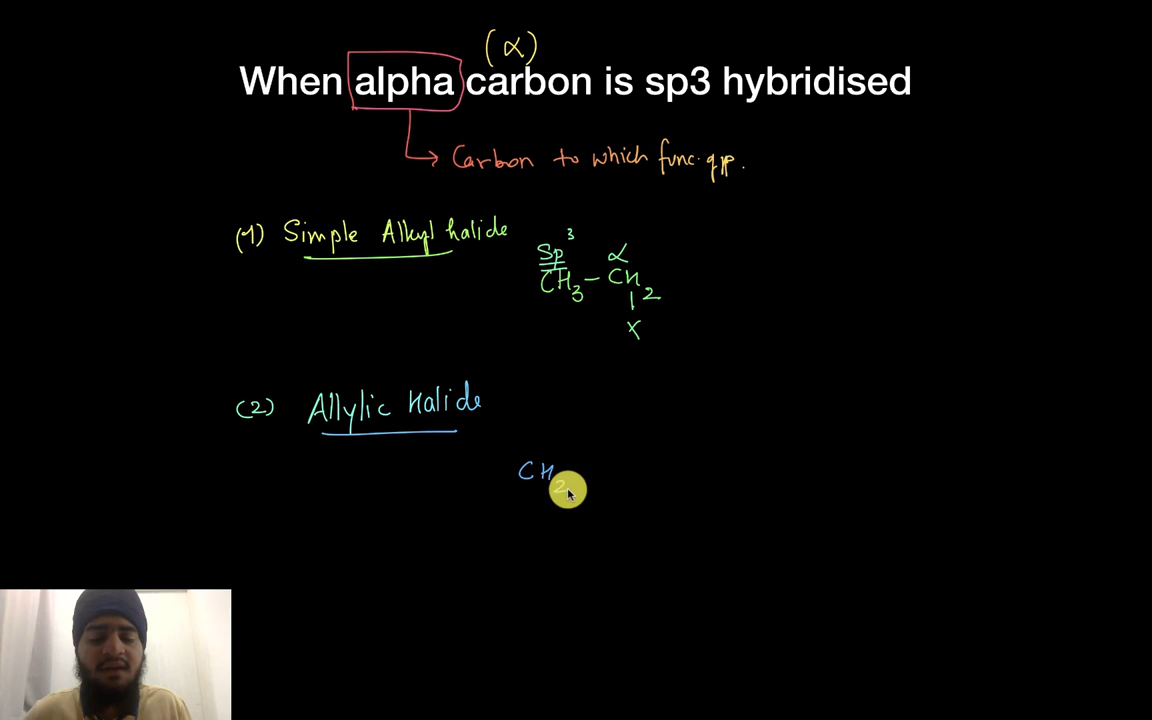 (α)
When alpha carbon is sp3 hybridised
Carbon to which func. grp.
(1) Simple Alkyl halide
Sp3 α
CH3 - CH2
X
(2) Allylic Halide
CH2